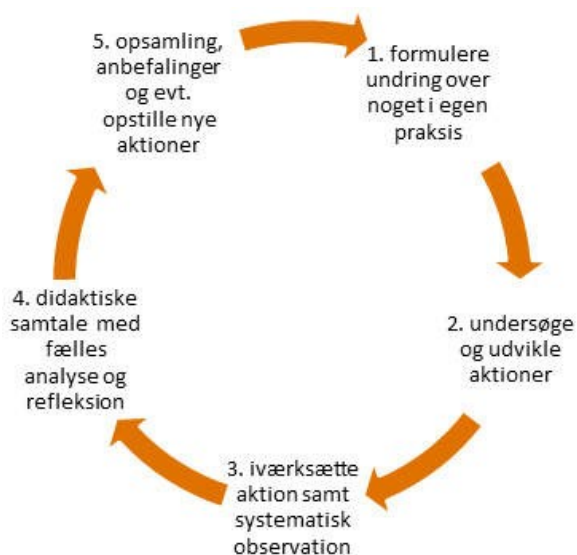 1. formulere
undring over
noget i egen
praksis
2. undersøge
og udvikle
aktioner
3. iværksætte
aktion samt
systematisk
observation
4. didaktiske
samtale med
fælles
analyse og
refleksion
5. opsamling,
anbefalinger
og evt.
opstille nye
aktioner